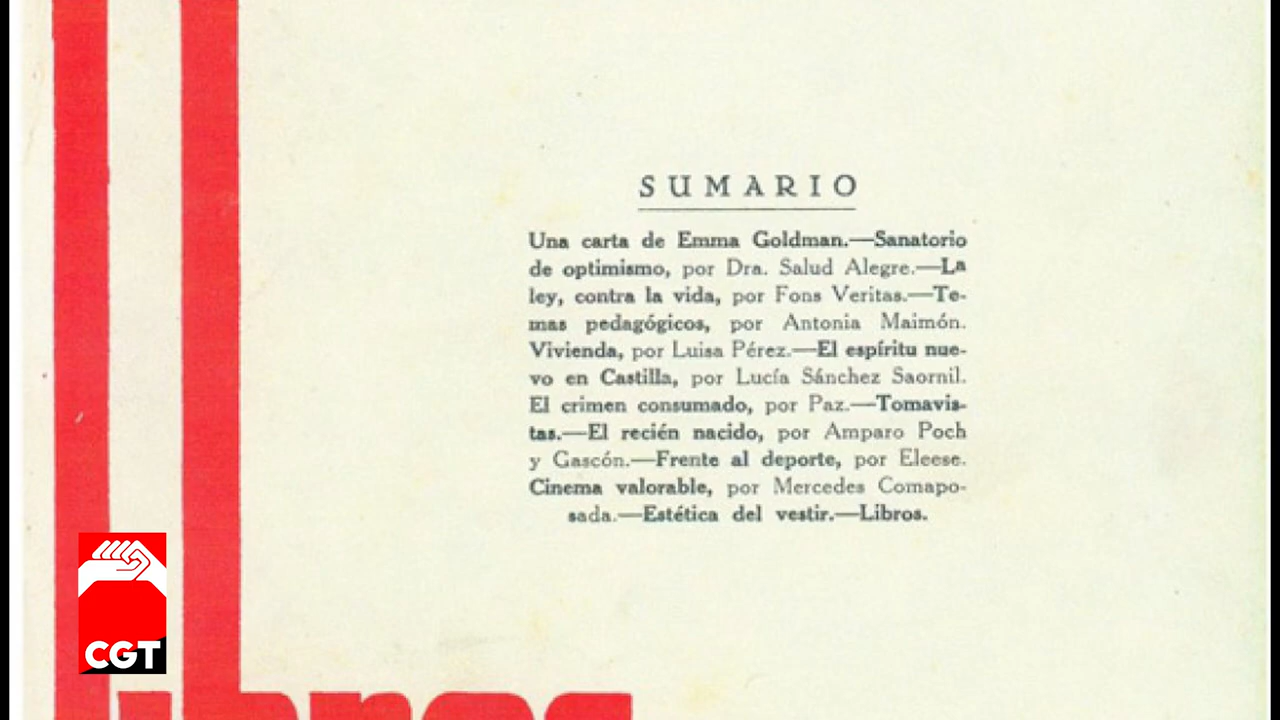 SUMARIO
Una carta de Emma Goldman.—Sanatorio
de optimismo, por Dra. Salud Alegre.—La
ley, contra la vida, por Fons Veritas.—Te-
mas pedagógicos, por Antonia Maimón.
Vivienda, por Luisa Pérez.—El espíritu nue-
vo en Castilla, por Lucía Sánchez Saornil.
El crimen consumado, por Paz.—Tomavis-
tas.—El recién nacido, por Amparo Poch
y Gascón.—Frente al deporte, por Eleese.
Cinema valorable, por Mercedes Comapo-
sada.—Estética del vestir.—Libros.
CGT
libres